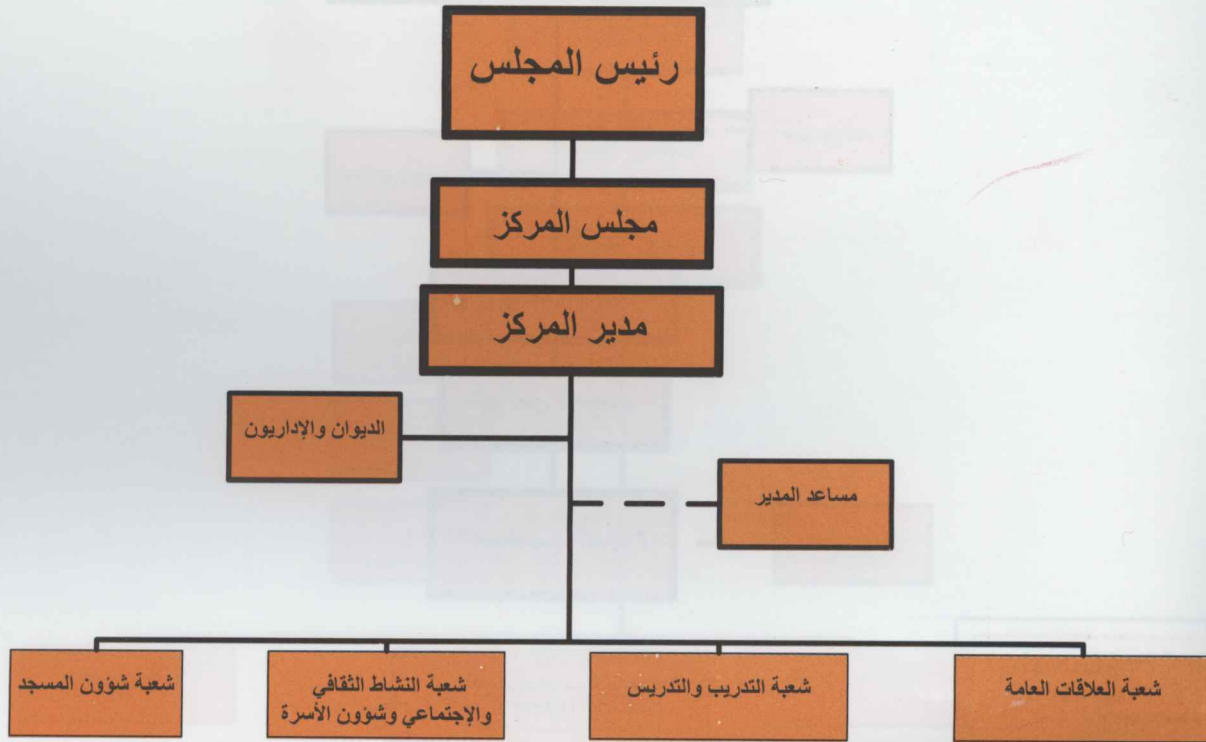 رئيس المجلس
مجلس المركز
مدير المركز
الديوان والإداريون
مساعد المدير
شعبة العلاقات العامة
شعبة التدريب والتدريس
شعبة النشاط الثقافي
والإجتماعي وشؤون الأسرة
شعبة شؤون المسجد